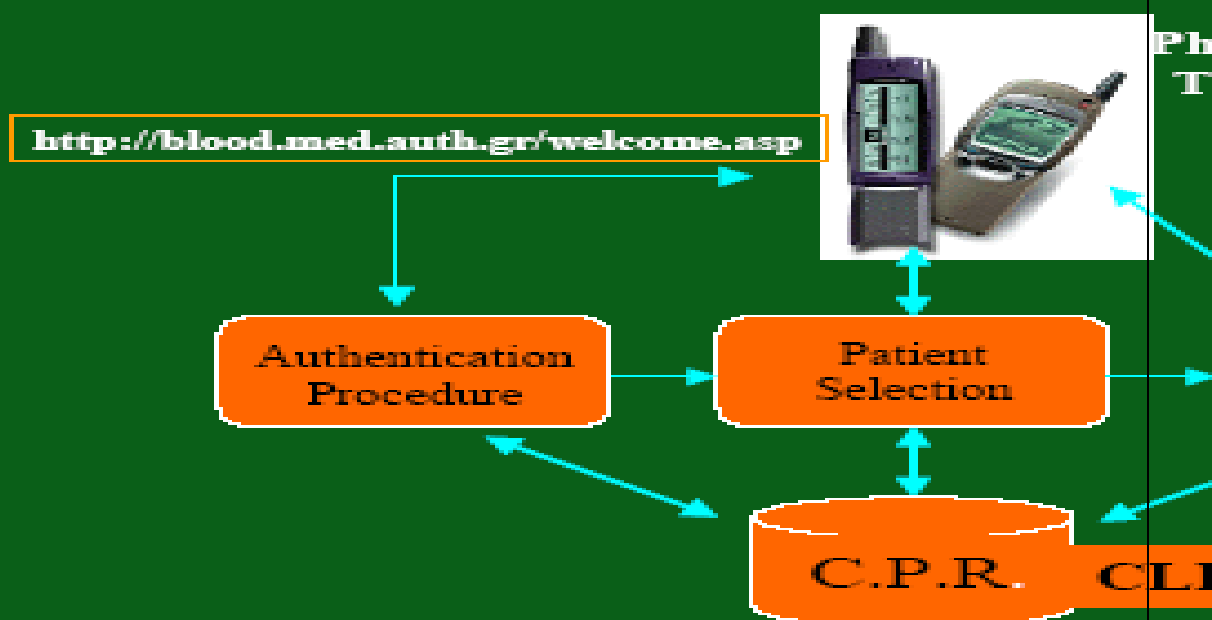 http://blood.med.auth.gr/welcome.asp
Authentication
Procedure
Patient
Selection
C.P.R.